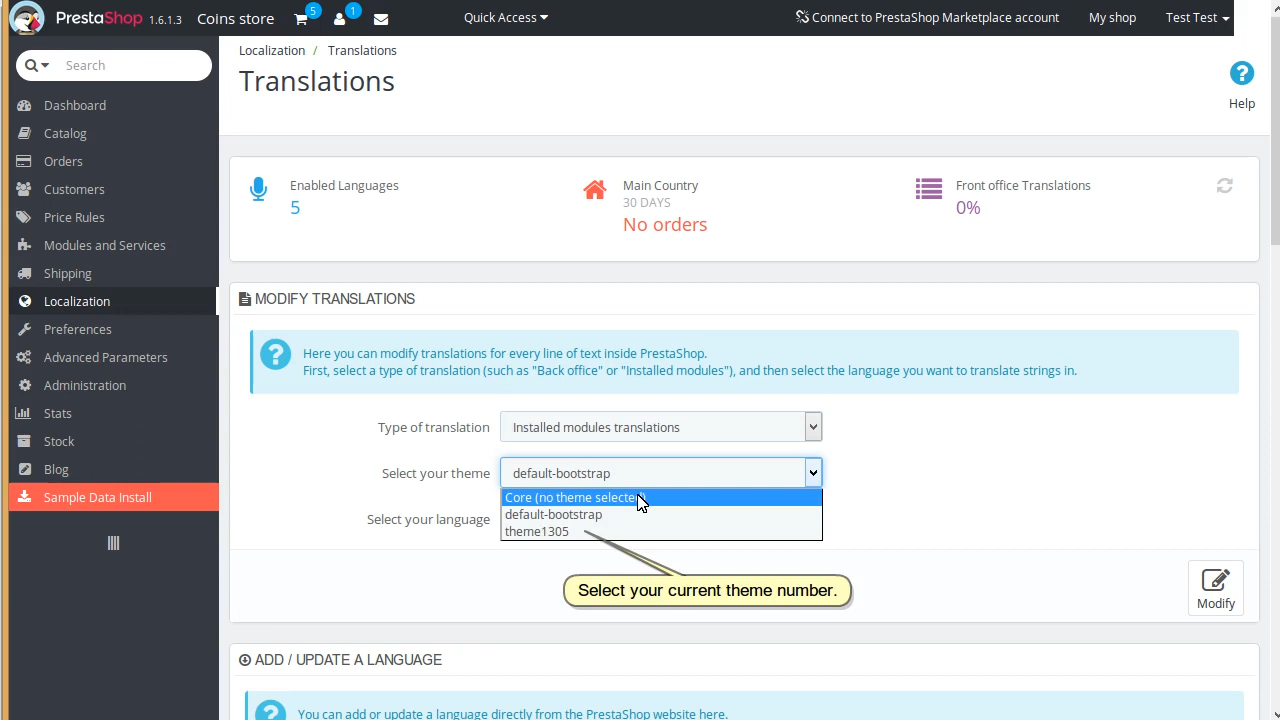 PrestaShop 1.6.1.3 Coins store 5 1 Quick Access Connect to PrestaShop Marketplace account My shop Test Test
Search
Dashboard
Catalog
Orders
Customers
Price Rules
Modules and Services
Shipping
Localization
Preferences
Advanced Parameters
Administration
Stats
Stock
Blog
Sample Data Install
Localization / Translations
Translations
Help
Enabled Languages
5
Main Country
30 DAYS
No orders
Front office Translations
0%
MODIFY TRANSLATIONS
Here you can modify translations for every line of text inside PrestaShop.
First, select a type of translation (such as "Back office" or "Installed modules"), and then select the language you want to translate strings in.
Type of translation Installed modules translations
Select your theme default-bootstrap
Core (no theme selected)
default-bootstrap
Select your language
theme1305
Select your current theme number.
Modify
ADD / UPDATE A LANGUAGE
You can add or update a language directly from the PrestaShop website here.